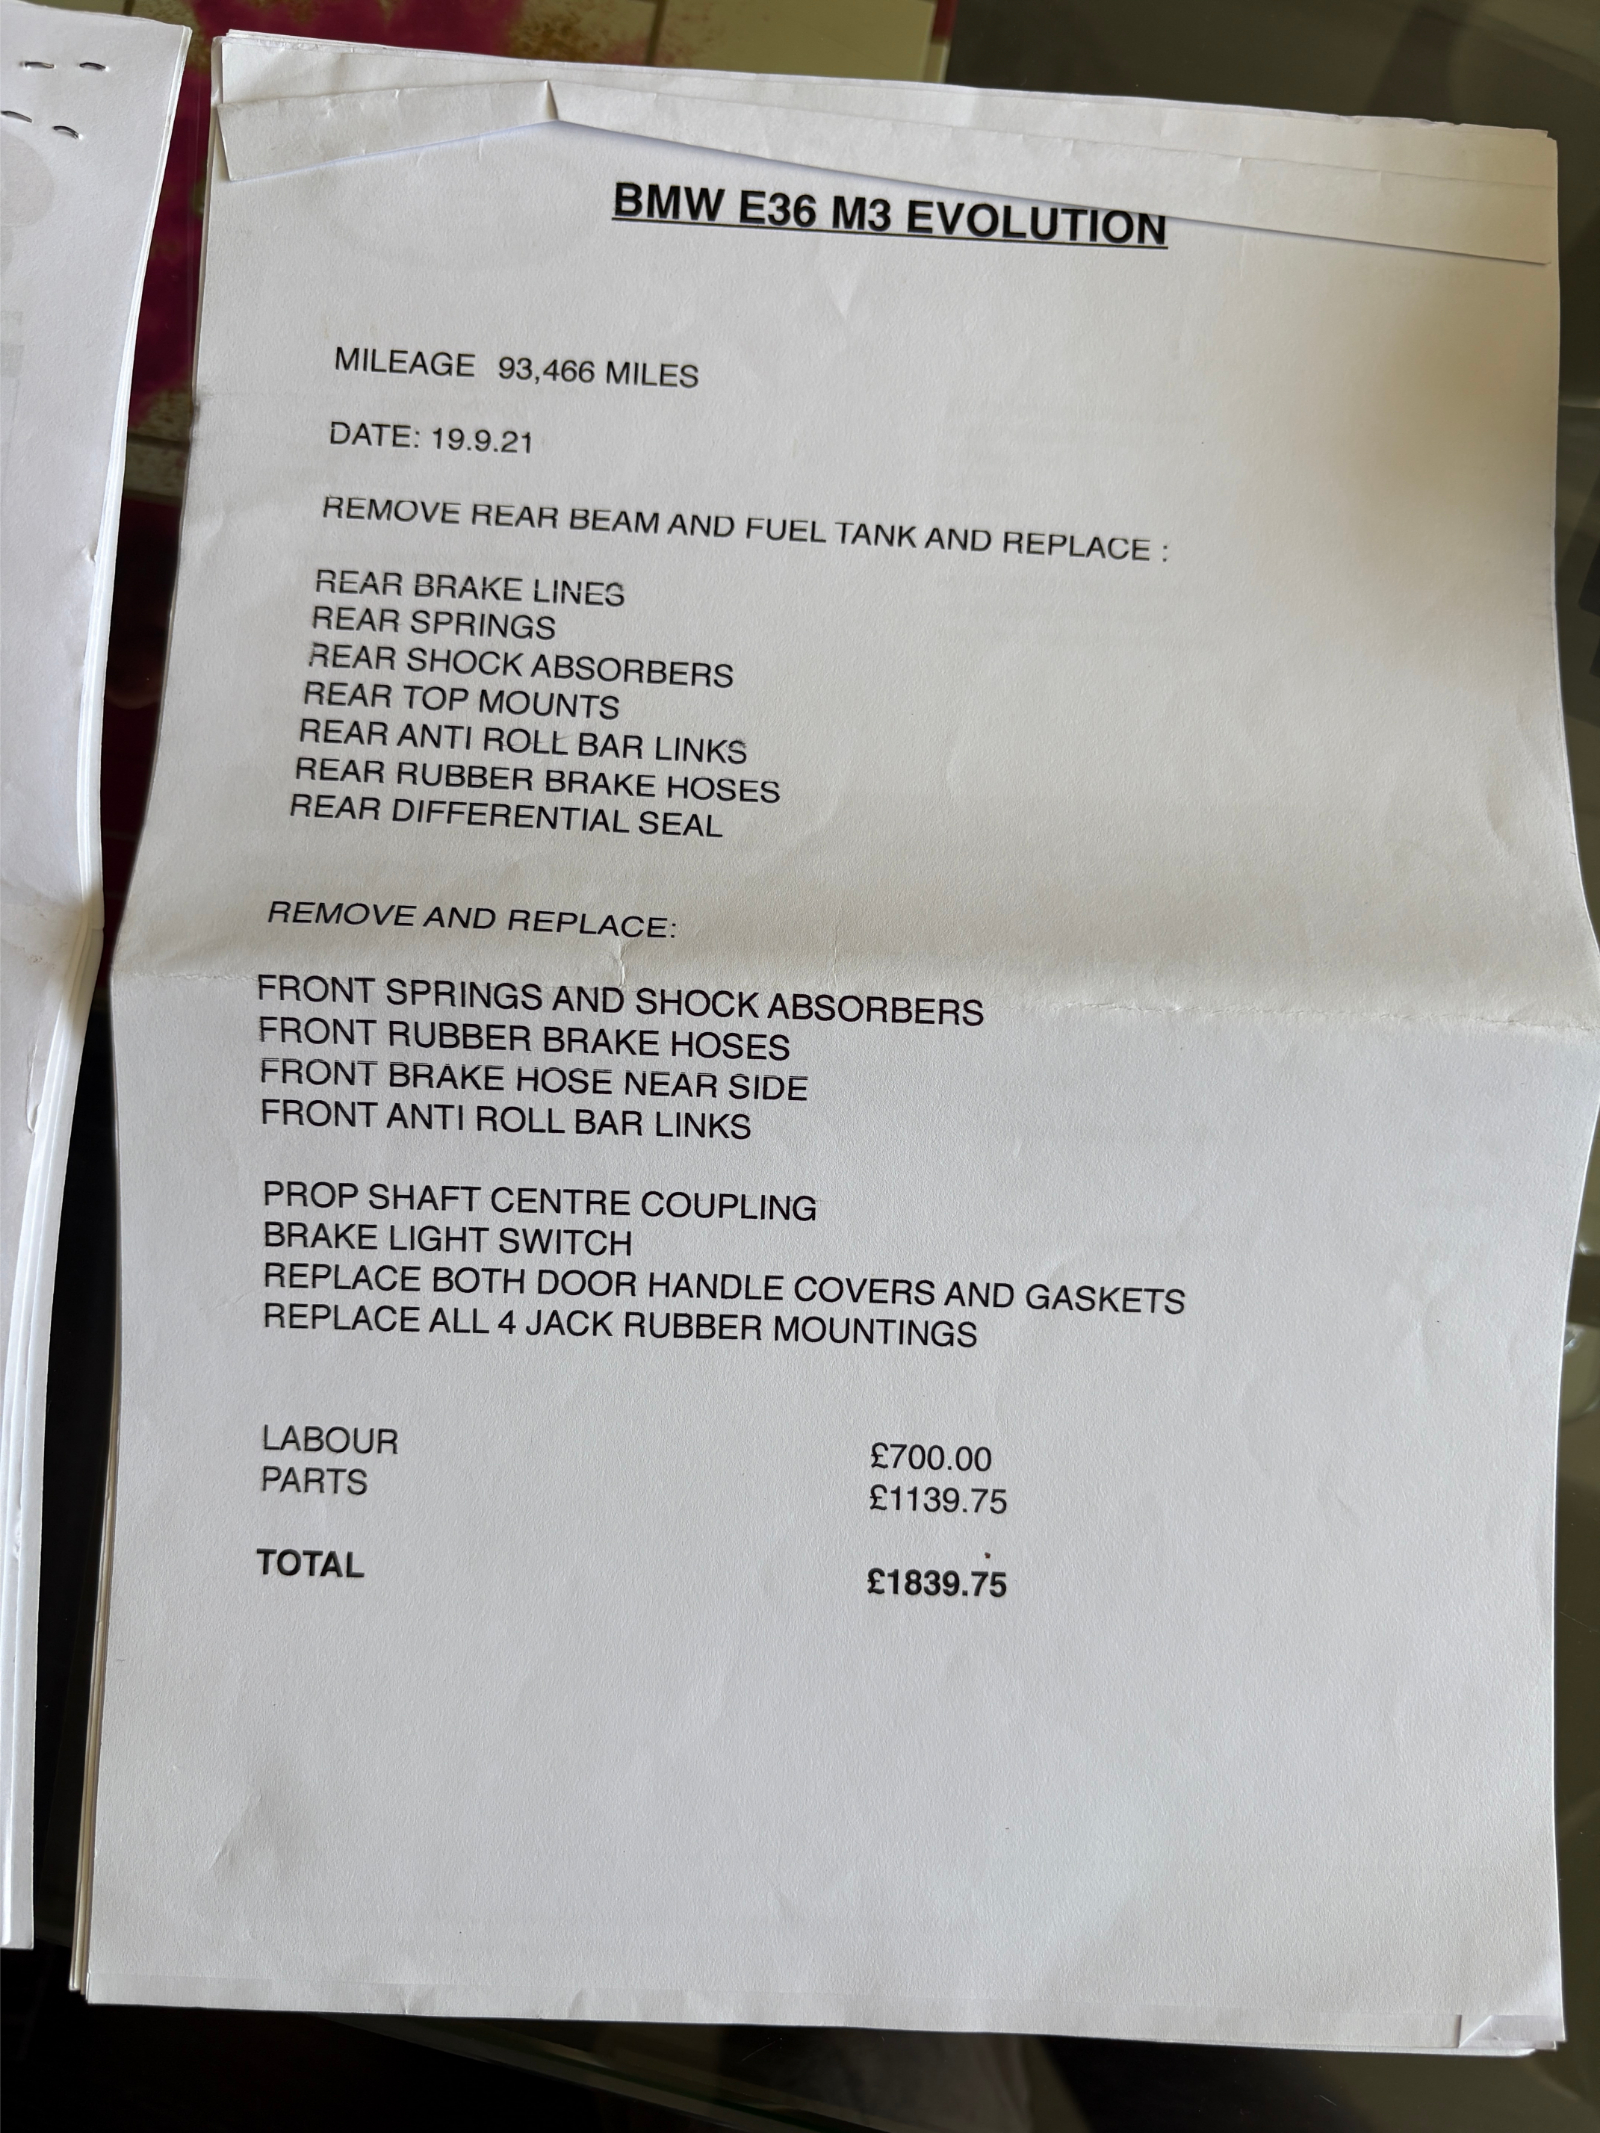 BMW E36 M3 EVOLUTION
MILEAGE 93,466 MILES
DATE: 19.9.21
REMOVE REAR BEAM AND FUEL TANK AND REPLACE :
REAR BRAKE LINES
REAR SPRINGS
REAR SHOCK ABSORBERS
REAR TOP MOUNTS
REAR ANTI ROLL BAR LINKS
REAR RUBBER BRAKE HOSES
REAR DIFFERENTIAL SEAL
REMOVE AND REPLACE:
FRONT SPRINGS AND SHOCK ABSORBERS
FRONT RUBBER BRAKE HOSES
FRONT BRAKE HOSE NEAR SIDE
FRONT ANTI ROLL BAR LINKS
PROP SHAFT CENTRE COUPLING
BRAKE LIGHT SWITCH
REPLACE BOTH DOOR HANDLE COVERS AND GASKETS
REPLACE ALL 4 JACK RUBBER MOUNTINGS
LABOUR £700.00
PARTS £1139.75
TOTAL £1839.75